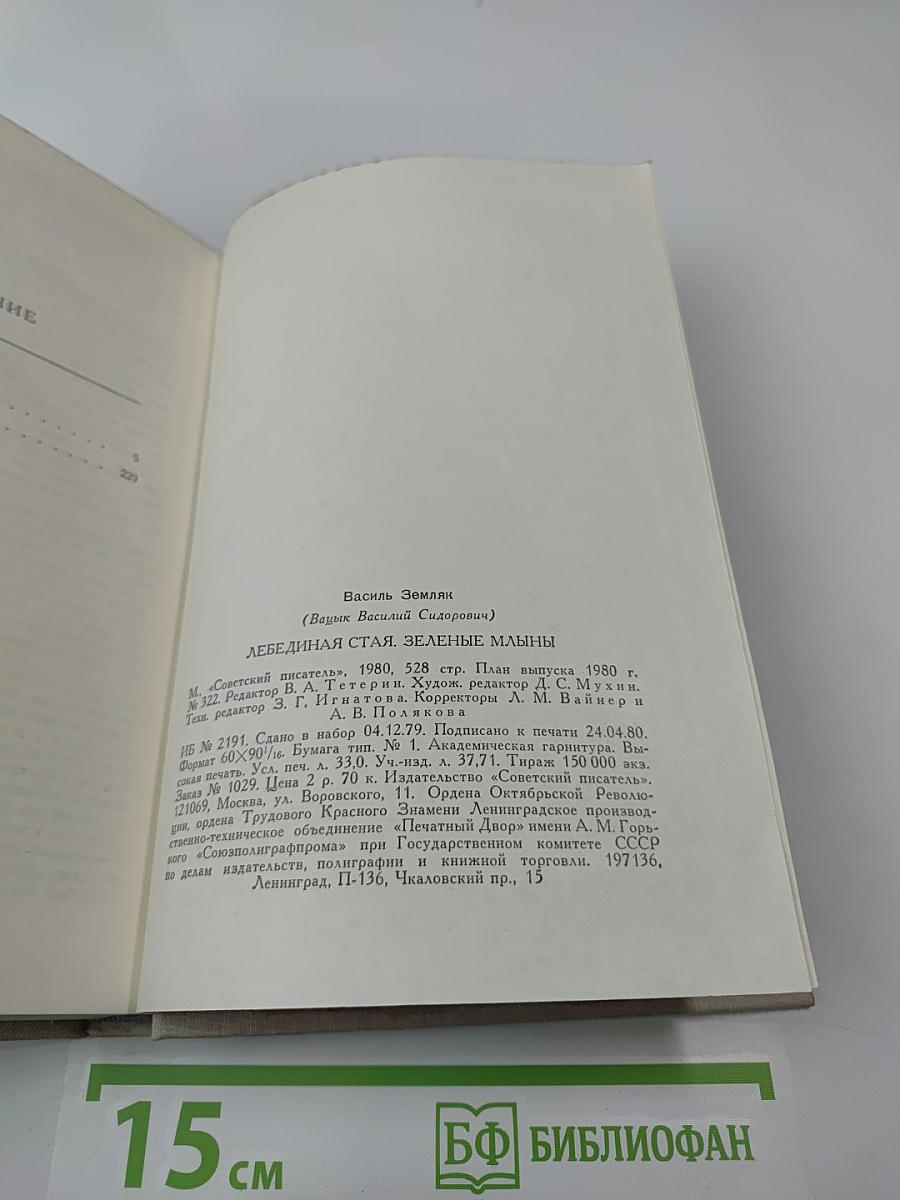 НИЕ
5
229
Василь Земляк
(Вацык Василий Сидорович)
ЛЕБЕДИНАЯ СТАЯ. ЗЕЛЕНЫЕ МЛЫНЫ
М., «Советский писатель», 1980, 528 стр. План выпуска 1980 г.
№ 322. Редактор В. А. Тетерин. Худож. редактор Д. С. Мухин.
Техн. редактор З. Г. Игнатова. Корректоры Л. М. Вайнер и
А. В. Полякова
ИБ № 2191. Сдано в набор 04.12.79. Подписано к печати 24.04.80.
Формат 60×90¹/₁₆. Бумага тип. № 1. Академическая гарнитура. Вы-
сокая печать. Усл. печ. л. 33,0. Уч.-изд. л. 37,71. Тираж 150 000 экз.
Заказ № 1029. Цена 2 р. 70 к. Издательство «Советский писатель».
121069, Москва, ул. Воровского, 11. Ордена Октябрьской Револю-
ции, ордена Трудового Красного Знамени Ленинградское производ-
ственно-техническое объединение «Печатный Двор» имени А. М. Горь-
кого «Союзполиграфпрома» при Государственном комитете СССР
по делам издательств, полиграфии и книжной торговли. 197136,
Ленинград, П-136, Чкаловский пр., 15
15 см
БФ БИБЛИОФАН